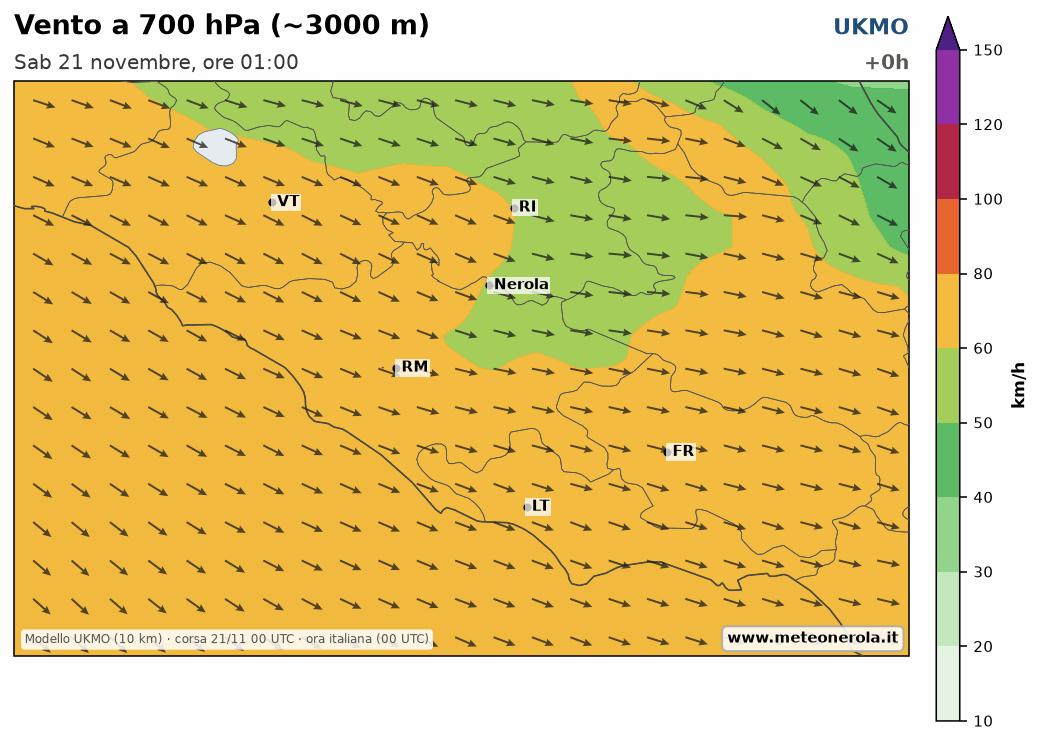 Vento a 700 hPa (~3000 m)
UKMO
Sab 21 novembre, ore 01:00
+0h
150
120
100
80
60
50
40
30
20
10
km/h
VT
RI
Nerola
RM
FR
LT
Modello UKMO (10 km) · corsa 21/11 00 UTC · ora italiana (00 UTC)
www.meteonerola.it